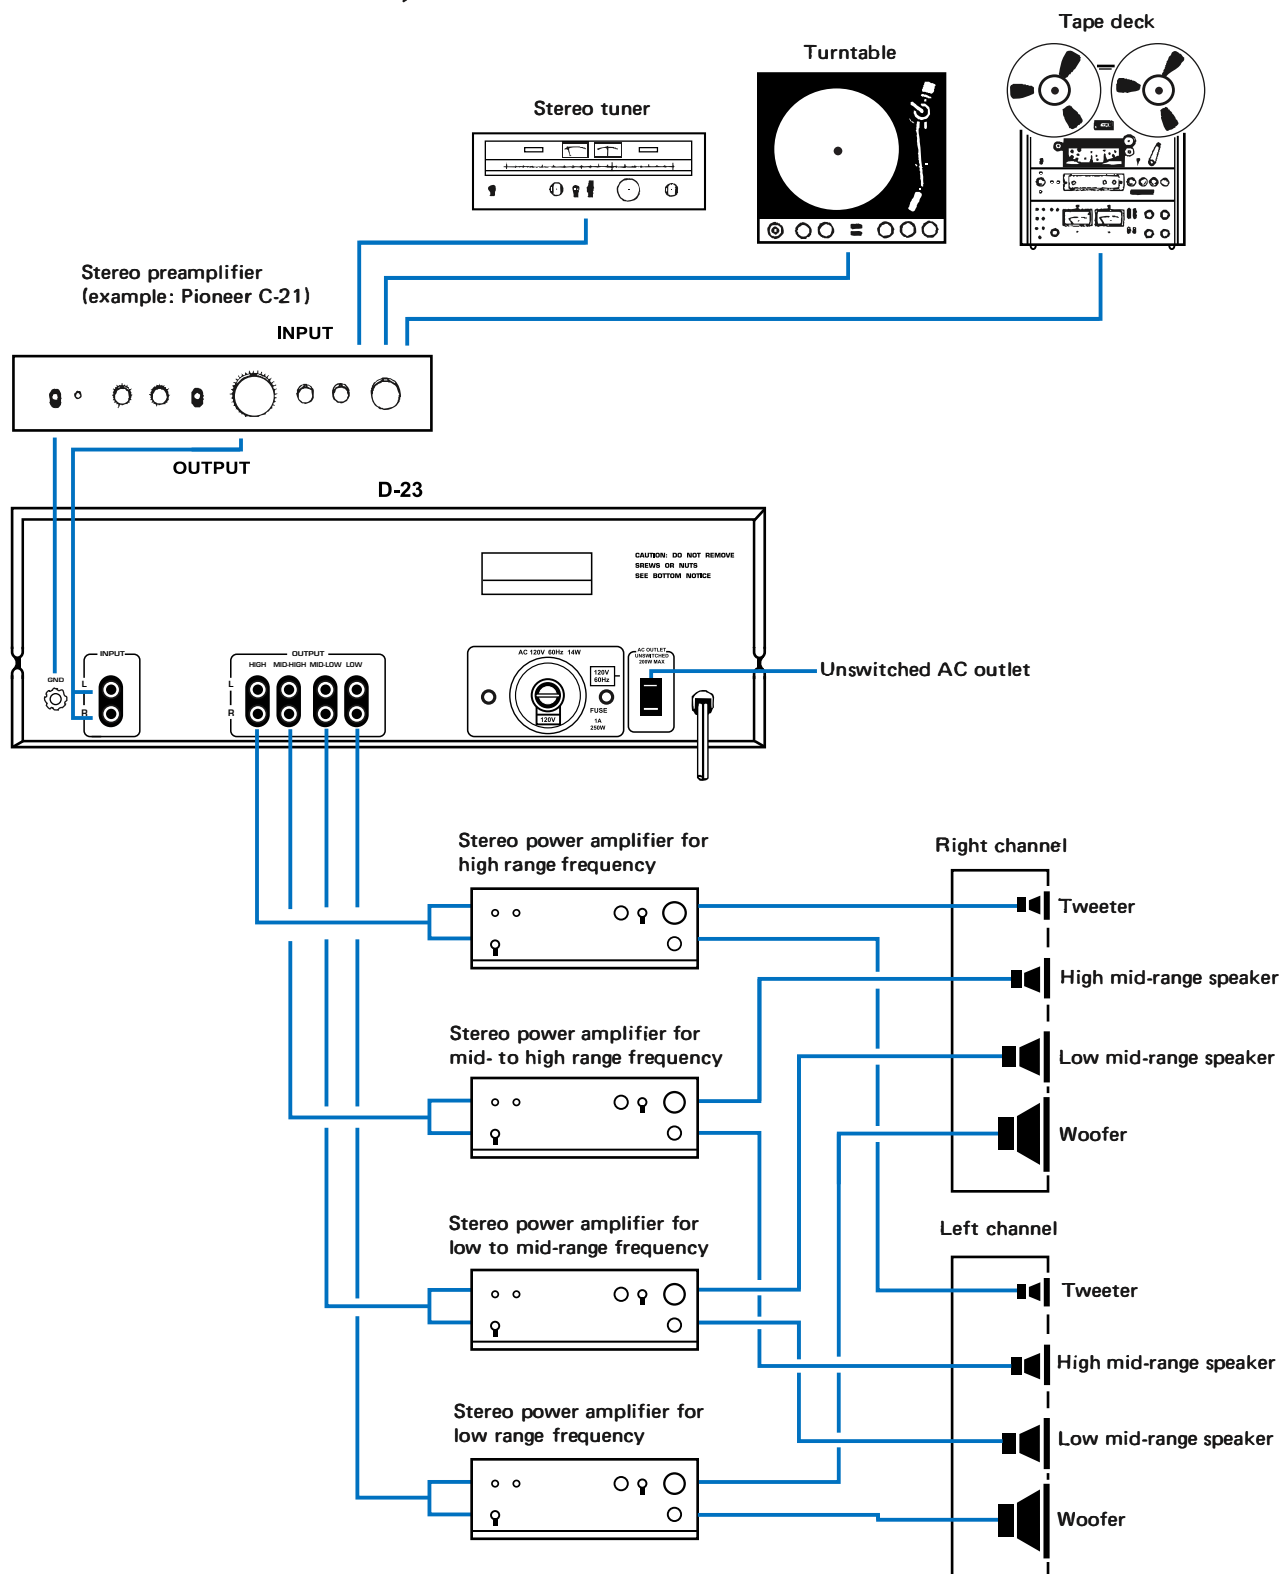 Tape deck
Turntable
Stereo tuner
Stereo preamplifier
(example: Pioneer C-21)
INPUT
OUTPUT
D-23
CAUTION: DO NOT REMOVE
SREWS OR NUTS
SEE BOTTOM NOTICE
GND
INPUT
L
R
OUTPUT
HIGH MID-HIGH MID-LOW LOW
L
R
AC 120V 60Hz 14W
120V
60Hz
FUSE
1A
250W
120V
AC OUTLET
UNSWITCHED
200W MAX
Unswitched AC outlet
Stereo power amplifier for
high range frequency
Right channel
Tweeter
High mid-range speaker
Stereo power amplifier for
mid- to high range frequency
Low mid-range speaker
Woofer
Stereo power amplifier for
low to mid-range frequency
Left channel
Tweeter
High mid-range speaker
Stereo power amplifier for
low range frequency
Low mid-range speaker
Woofer